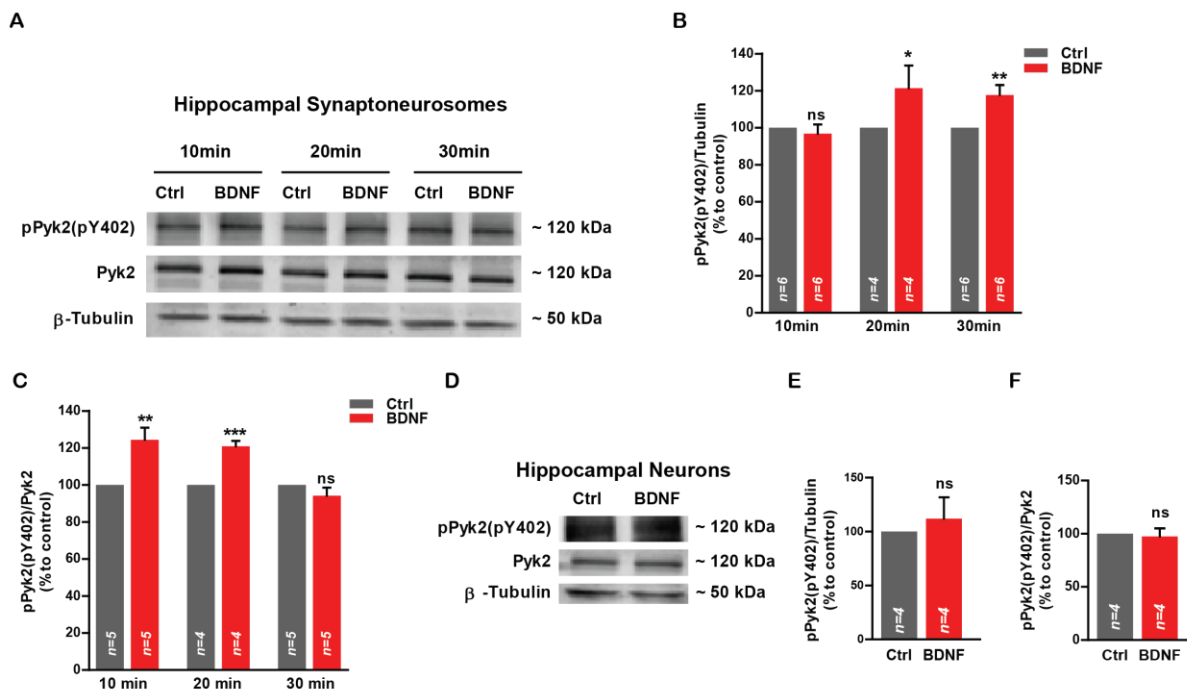 A
Hippocampal Synaptoneurosomes
10min 20min 30min
Ctrl BDNF Ctrl BDNF Ctrl BDNF
pPyk2(pY402) ~ 120 kDa
Pyk2 ~ 120 kDa
β-Tubulin ~ 50 kDa
B
Ctrl
BDNF
pPyk2(pY402)/Tubulin
(% to control)
140
120
100
80
60
40
20
0
ns * **
n=6 n=6 n=4 n=4 n=6 n=6
10min 20min 30min
C
Ctrl
BDNF
pPyk2(pY402)/Pyk2
(% to control)
140
120
100
80
60
40
20
0
** *** ns
n=5 n=5 n=4 n=4 n=5 n=5
10 min 20 min 30 min
D
Hippocampal Neurons
Ctrl BDNF
pPyk2(pY402) ~ 120 kDa
Pyk2 ~ 120 kDa
β -Tubulin ~ 50 kDa
E
pPyk2(pY402)/Tubulin
(% to control)
150
100
50
0
ns
n=4 n=4
Ctrl BDNF
F
pPyk2(pY402)/Pyk2
(% to control)
150
100
50
0
ns
n=4 n=4
Ctrl BDNF